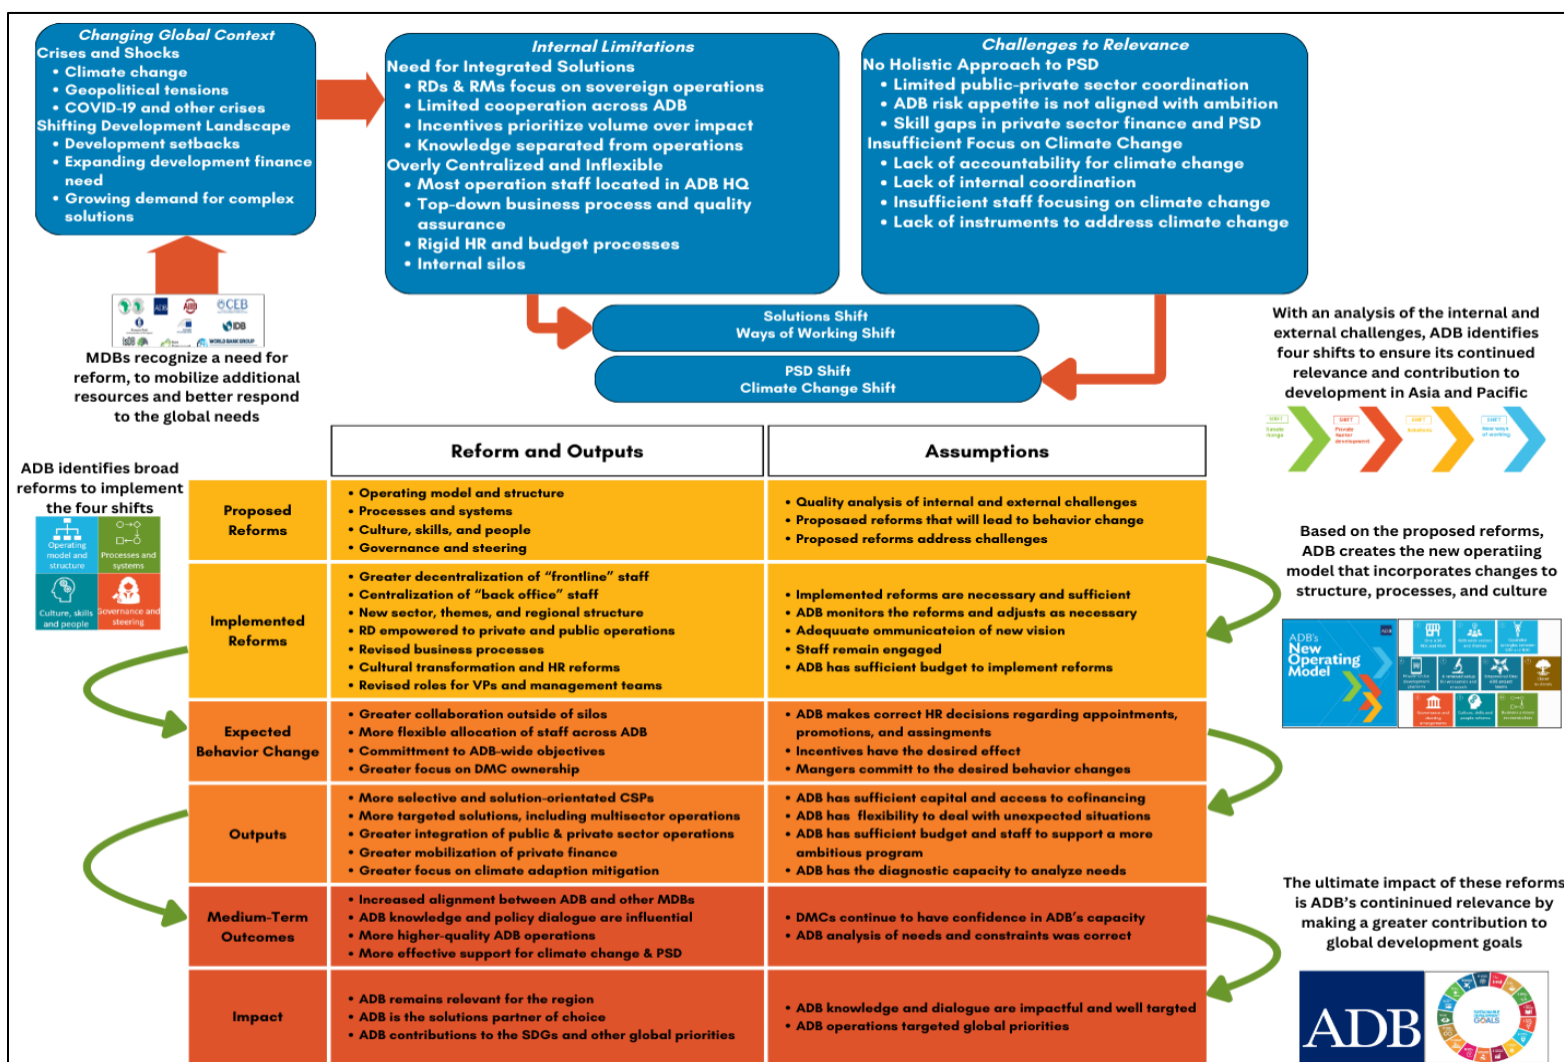 Changing Global Context
Crises and Shocks
• Climate change
• Geopolitical tensions
• COVID-19 and other crises
Shifting Development Landscape
• Development setbacks
• Expanding development finance
need
• Growing demand for complex
solutions
Internal Limitations
Need for Integrated Solutions
• RDs & RMs focus on sovereign operations
• Limited cooperation across ADB
• Incentives prioritize volume over impact
• Knowledge separated from operations
Overly Centralized and Inflexible
• Most operation staff located in ADB HQ
• Top-down business process and quality
assurance
• Rigid HR and budget processes
• Internal silos
Challenges to Relevance
No Holistic Approach to PSD
• Limited public-private sector coordination
• ADB risk appetite is not aligned with ambition
• Skill gaps in private sector finance and PSD
Insufficient Focus on Climate Change
• Lack of accountability for climate change
• Lack of internal coordination
• Insufficient staff focusing on climate change
• Lack of instruments to address climate change
ADB
CEB
IDB
WORLD BANK GROUP
MDBs recognize a need for
reform, to mobilize additional
resources and better respond
to the global needs
Solutions Shift
Ways of Working Shift
PSD Shift
Climate Change Shift
With an analysis of the internal and
external challenges, ADB identifies
four shifts to ensure its continued
relevance and contribution to
development in Asia and Pacific
Private
sector
development
Solutions
New ways
of working
ADB identifies broad
reforms to implement
the four shifts
Operating
model and
structure
Processes and
systems
Culture, skills
and people
Governance and
steering
Reform and Outputs
Assumptions
Proposed
Reforms
• Operating model and structure
• Processes and systems
• Culture, skills, and people
• Governance and steering
• Quality analysis of internal and external challenges
• Proposaed reforms that will lead to behavior change
• Proposed reforms address challenges
Implemented
Reforms
• Greater decentralization of “frontline” staff
• Centralization of “back office” staff
• New sector, themes, and regional structure
• RD empowered to private and public operations
• Revised business processes
• Cultural transformation and HR reforms
• Revised roles for VPs and management teams
• Implemented reforms are necessary and sufficient
• ADB monitors the reforms and adjusts as necessary
• Adequuate ommunicateion of new vision
• Staff remain engaged
• ADB has sufficient budget to implement reforms
Expected
Behavior Change
• Greater collaboration outside of silos
• More flexible allocation of staff across ADB
• Committment to ADB-wide objectives
• Greater focus on DMC ownership
• ADB makes correct HR decisions regarding appointments,
promotions, and assingments
• Incentives have the desired effect
• Mangers committ to the desired behavior changes
Outputs
• More selective and solution-orientated CSPs
• More targeted solutions, including multisector operations
• Greater integration of public & private sector operations
• Greater mobilization of private finance
• Greater focus on climate adaption mitigation
• ADB has sufficient capital and access to cofinancing
• ADB has flexibility to deal with unexpected situations
• ADB has sufficient budget and staff to support a more
ambitious program
• ADB has the diagnostic capacity to analyze needs
Medium-Term
Outcomes
• Increased alignment between ADB and other MDBs
• ADB knowledge and policy dialogue are influential
• More higher-quality ADB operations
• More effective support for climate change & PSD
• DMCs continue to have confidence in ADB’s capacity
• ADB analysis of needs and constraints was correct
Impact
• ADB remains relevant for the region
• ADB is the solutions partner of choice
• ADB contributions to the SDGs and other global priorities
• ADB knowledge and dialogue are impactful and well targted
• ADB operations targeted global priorities
Based on the proposed reforms,
ADB creates the new operatiing
model that incorporates changes to
structure, processes, and culture
ADB's
New
Operating
Model
The ultimate impact of these reforms
is ADB’s contininued relevance by
making a greater contribution to
global development goals
ADB
SUSTAINABLE
DEVELOPMENT
GOALS